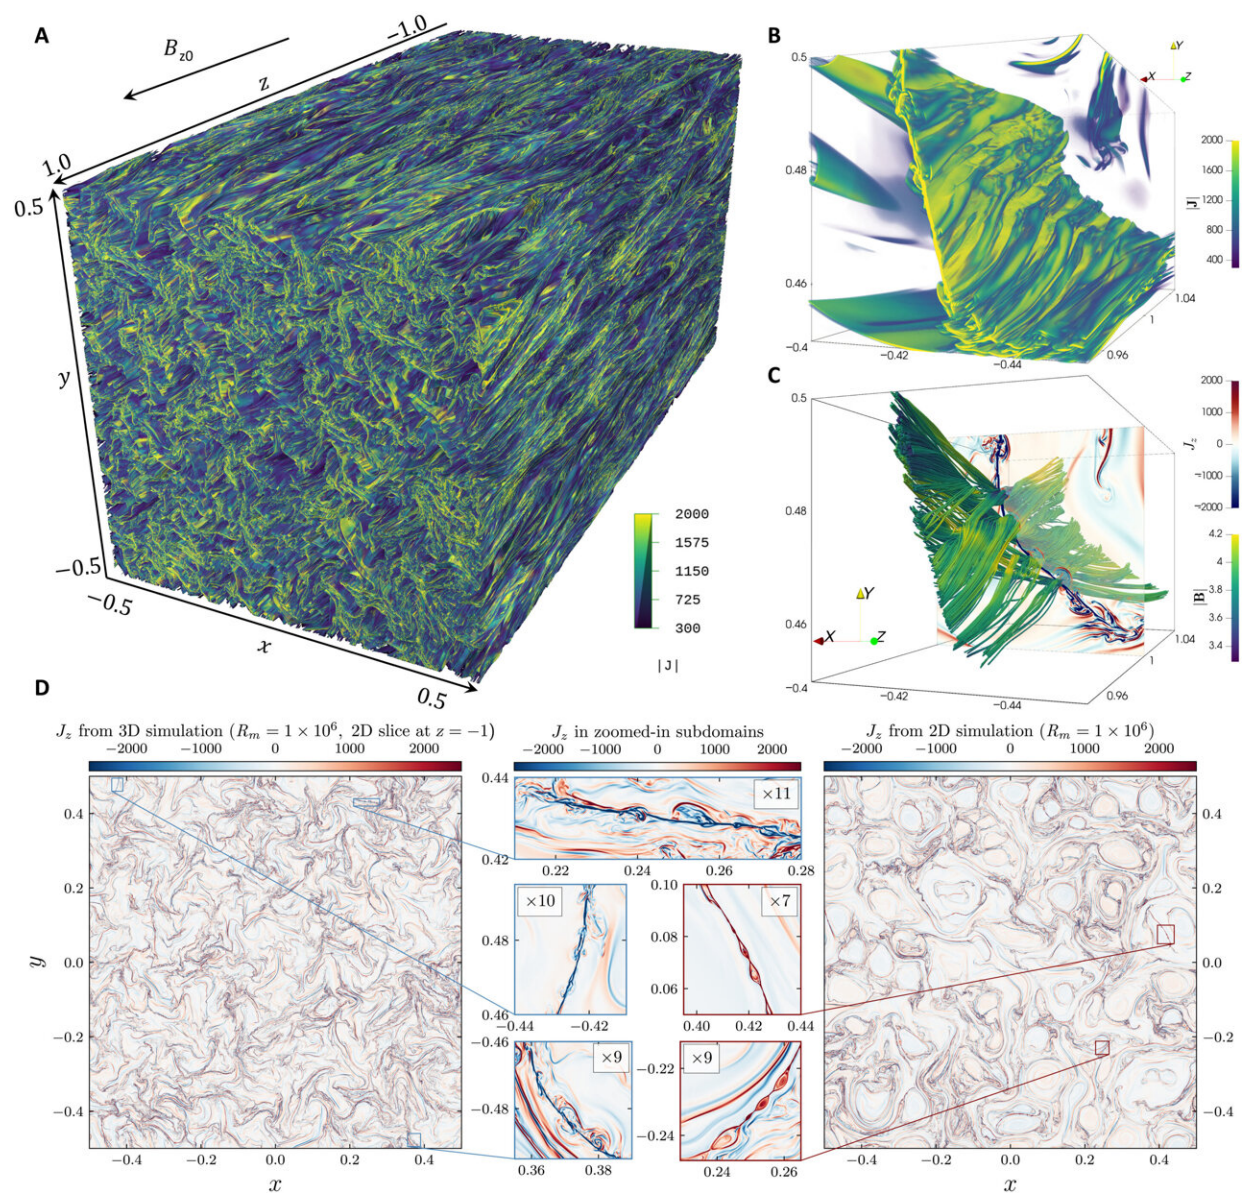 A
B_z0
z
−1.0
1.0
0.5
y
−0.5
−0.5
x
0.5
2000
1575
1150
725
300
|J|
B
0.5
0.48
0.46
−0.4
−0.42
−0.44
0.96
1
1.04
Y
X
Z
2000
1600
1200
800
400
|J|
C
0.5
0.48
0.46
−0.4
−0.42
−0.44
0.96
1
1.04
Y
X
Z
2000
1000
0
−1000
−2000
J_z
4.2
4.0
3.8
3.6
3.4
|B|
D
J_z from 3D simulation (R_m = 1 × 10^6, 2D slice at z = −1)
−2000 −1000 0 1000 2000
0.4
0.2
0.0
−0.2
−0.4
y
−0.4 −0.2 0.0 0.2 0.4
x
J_z in zoomed-in subdomains
−2000 −1000 0 1000 2000
0.44
0.42
×11
0.22 0.24 0.26 0.28
×10
0.48
0.46
−0.44 −0.42
×7
0.10
0.08
0.06
0.40 0.42 0.44
×9
−0.46
−0.48
0.36 0.38
×9
−0.22
−0.24
0.24 0.26
J_z from 2D simulation (R_m = 1 × 10^6)
−2000 −1000 0 1000 2000
0.4
0.2
0.0
−0.2
−0.4
−0.4 −0.2 0.0 0.2 0.4
x